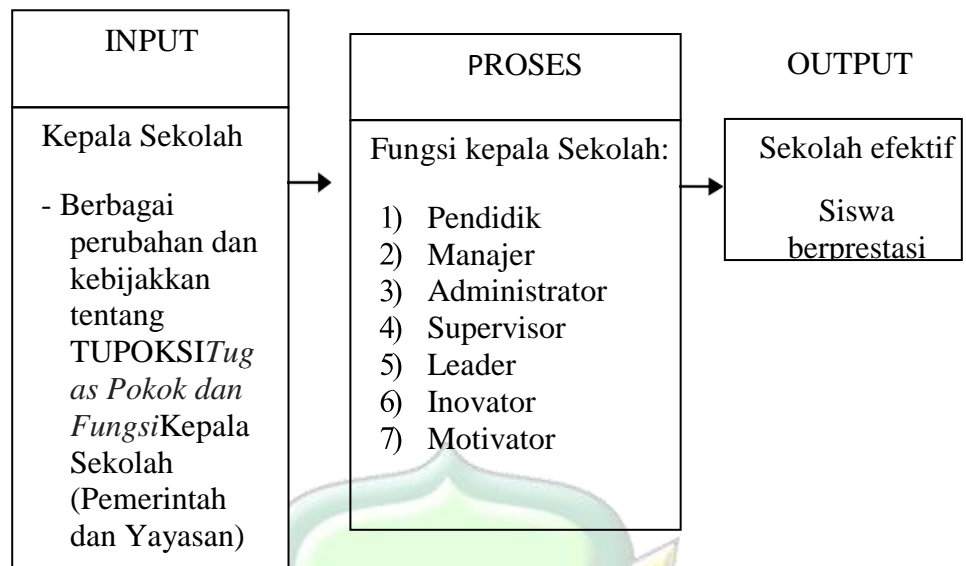 INPUT
Kepala Sekolah
- Berbagai
perubahan dan
kebijakkan
tentang
TUPOKSITug
as Pokok dan
FungsiKepala
Sekolah
(Pemerintah
dan Yayasan)
PROSES
Fungsi kepala Sekolah:
1) Pendidik
2) Manajer
3) Administrator
4) Supervisor
5) Leader
6) Inovator
7) Motivator
OUTPUT
Sekolah efektif
Siswa
berprestasi